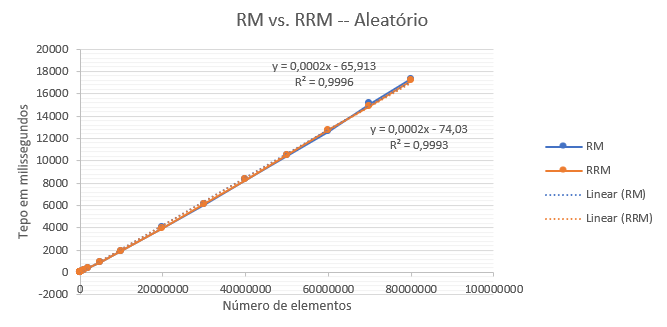 RM vs. RRM -- Aleatório
20000
18000
16000
14000
12000
10000
8000
6000
4000
2000
0
-2000
Tepo em milissegundos
y = 0,0002x - 65,913
R² = 0,9996
y = 0,0002x - 74,03
R² = 0,9993
0 20000000 40000000 60000000 80000000 100000000
Número de elementos
RM
RRM
Linear (RM)
Linear (RRM)